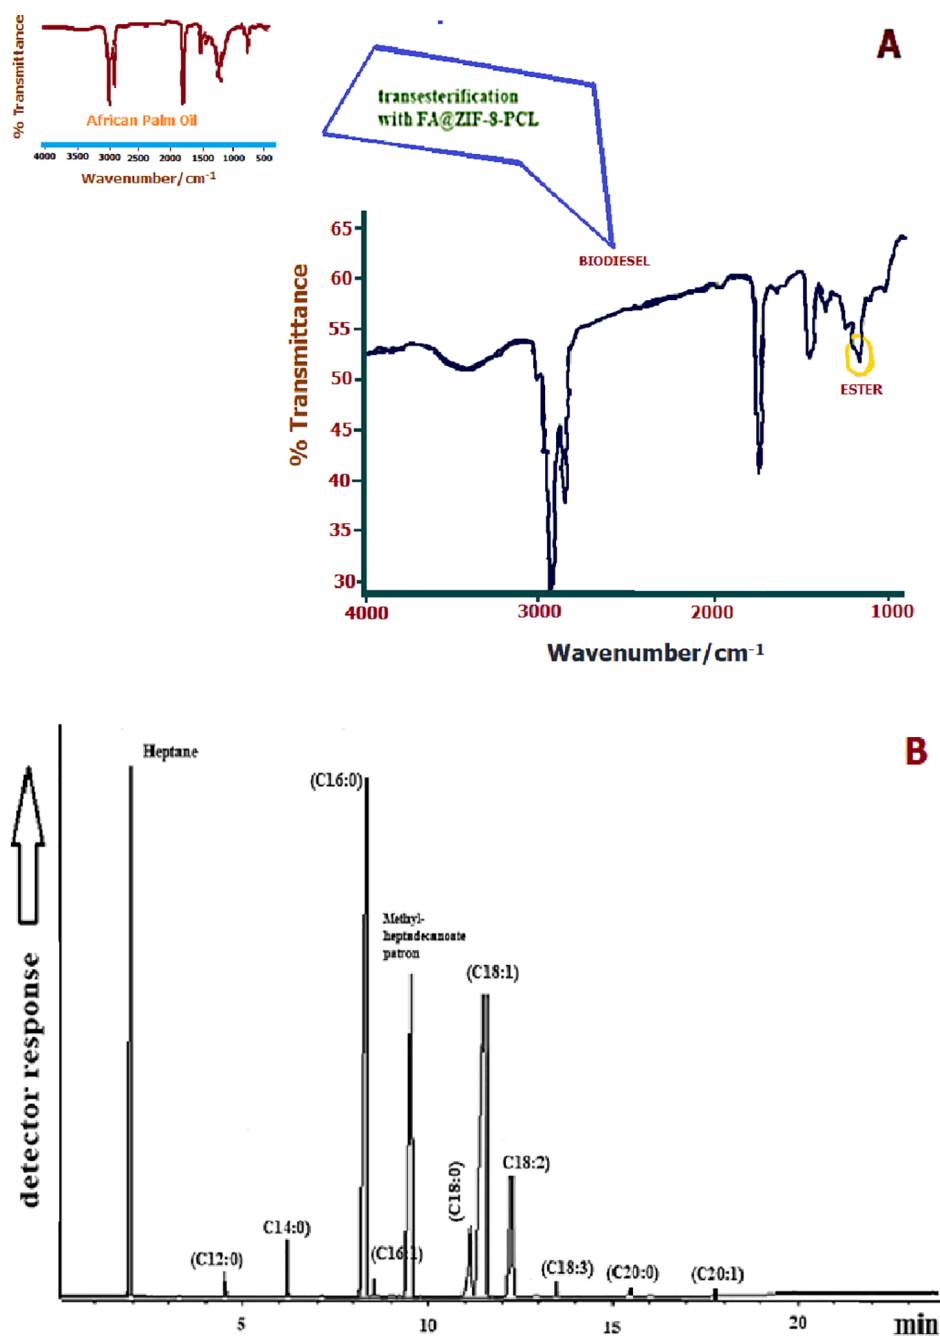 A
% Transmittance
African Palm Oil
4000 3500 3000 2500 2000 1500 1000 500
Wavenumber/cm-1
transesterification
with FA@ZIF-8-PCL
BIODIESEL
65
60
55
50
45
40
35
30
% Transmittance
ESTER
4000 3000 2000 1000
Wavenumber/cm-1
B
Heptane
(C16:0)
Methyl-
heptadecanoate
patron
(C18:1)
C18:2)
(C18:0)
C14:0)
(C12:0)
(C16:1)
(C18:3)
(C20:0)
(C20:1)
detector response
5 10 15 20 min